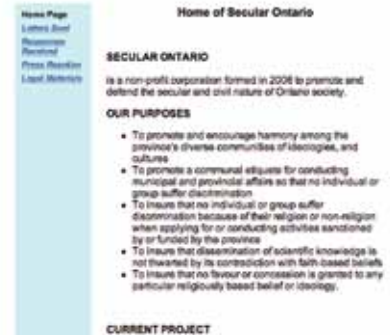 Home Page
Letters Sent
Responses
Received
Press Reaction
Legal Materials
Home of Secular Ontario
SECULAR ONTARIO
is a non-profit corporation formed in 2006 to promote and
defend the secular and civil nature of Ontario society.
OUR PURPOSES
• To promote and encourage harmony among the
province's diverse communities of ideologies, and
cultures
• To promote a communal etiquete for conducting
municipal and provincial affairs so that no individual or
group suffer discrimination
• To insure that no individual or group suffer
discrimination because of their religion or non-religion
when applying for or conducting activities sanctioned
by or funded by the province
• To insure that dissemination of scientific knowledge is
not thwarted by its contradiction with faith-based beliefs
• To insure that no favour or concession is granted to any
particular religiously based belief or ideology.
CURRENT PROJECT